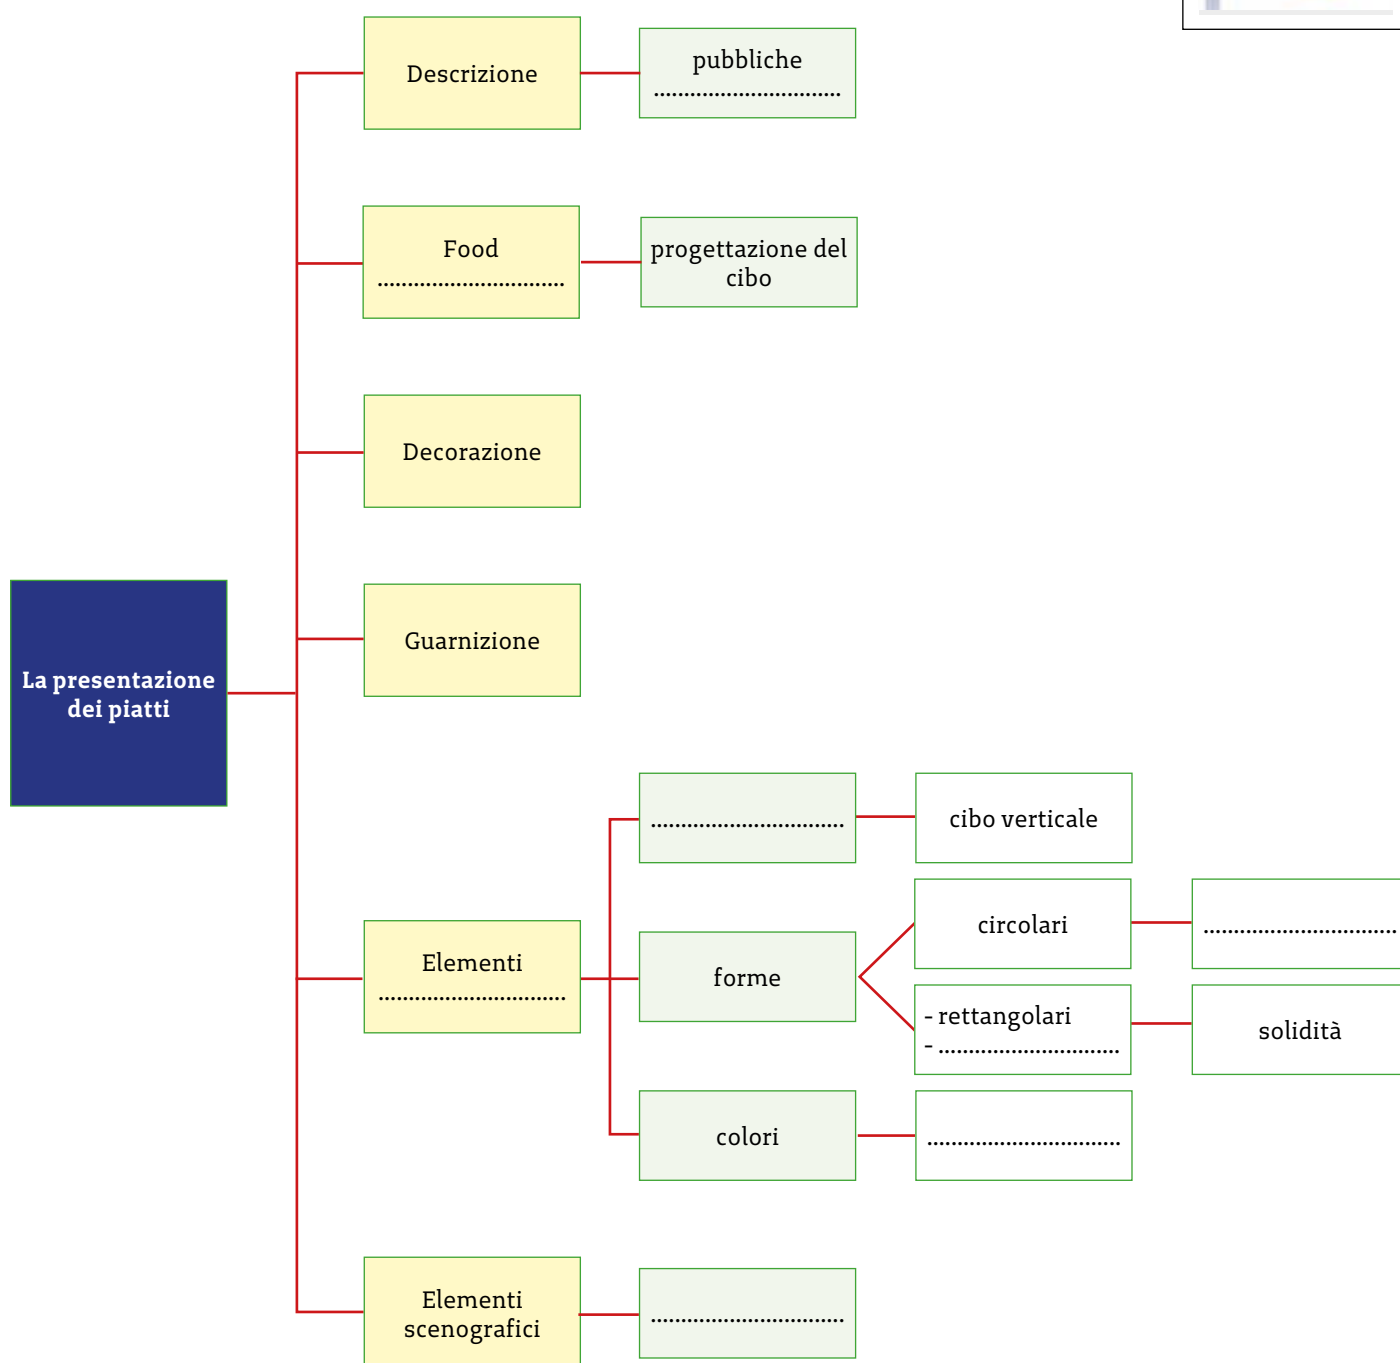 Descrizione
pubbliche
...............................
Food
...............................
progettazione del
cibo
Decorazione
Guarnizione
La presentazione
dei piatti
................................
cibo verticale
Elementi
...............................
forme
circolari
................................
- rettangolari
- ..............................
solidità
colori
................................
Elementi
scenografici
................................